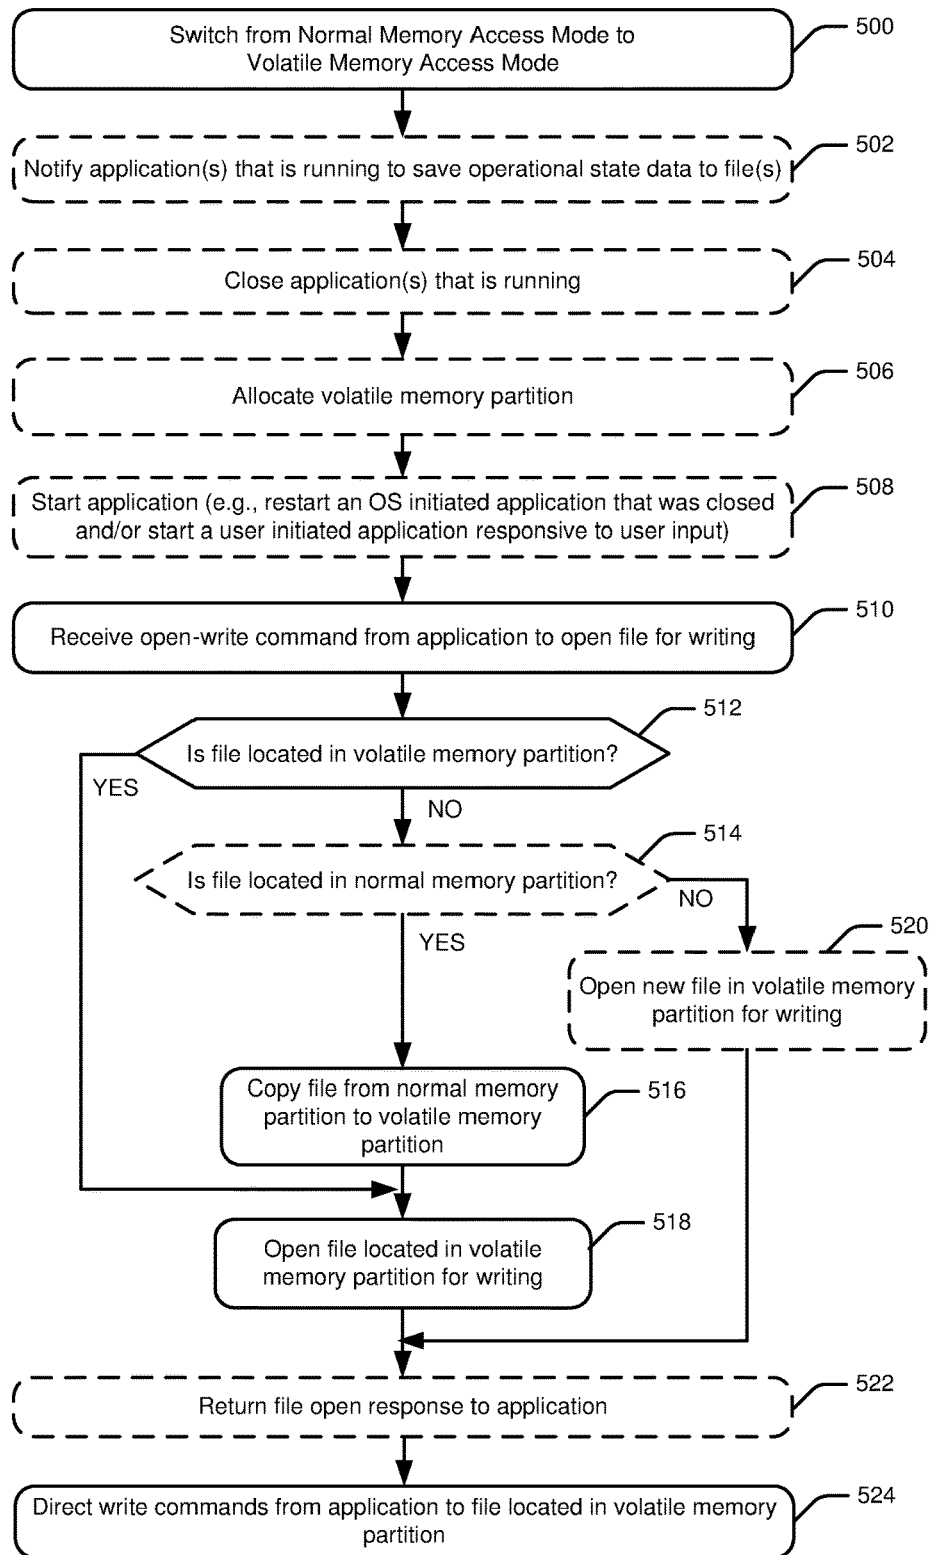 Switch from Normal Memory Access Mode to
Volatile Memory Access Mode
500
Notify application(s) that is running to save operational state data to file(s)
502
Close application(s) that is running
504
Allocate volatile memory partition
506
Start application (e.g., restart an OS initiated application that was closed
and/or start a user initiated application responsive to user input)
508
Receive open-write command from application to open file for writing
510
Is file located in volatile memory partition?
512
YES
NO
Is file located in normal memory partition?
514
NO
YES
Open new file in volatile memory
partition for writing
520
Copy file from normal memory
partition to volatile memory
partition
516
Open file located in volatile
memory partition for writing
518
Return file open response to application
522
Direct write commands from application to file located in volatile memory
partition
524